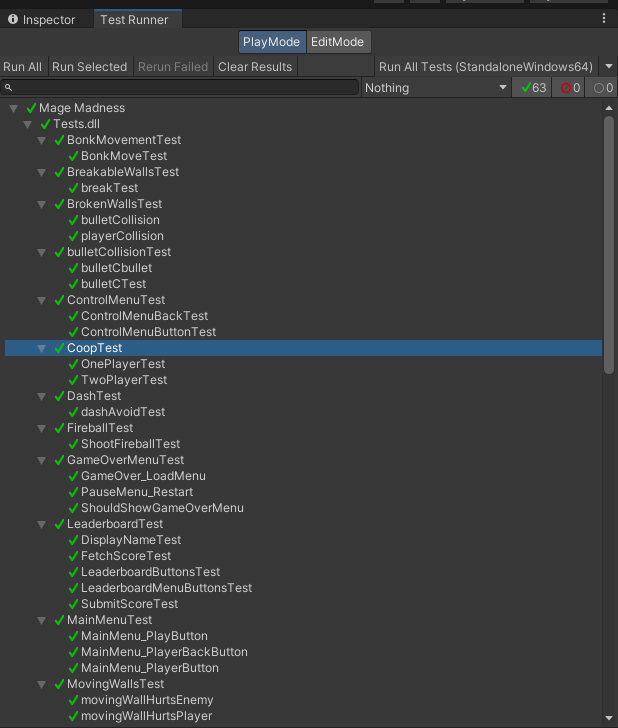 Inspector Test Runner
PlayMode EditMode
Run All Run Selected Rerun Failed Clear Results Run All Tests (StandaloneWindows64)
Nothing 63 0 0
Mage Madness
Tests.dll
BonkMovementTest
BonkMoveTest
BreakableWallsTest
breakTest
BrokenWallsTest
bulletCollision
playerCollision
bulletCollisionTest
bulletCbullet
bulletCTest
ControlMenuTest
ControlMenuBackTest
ControlMenuButtonTest
CoopTest
OnePlayerTest
TwoPlayerTest
DashTest
dashAvoidTest
FireballTest
ShootFireballTest
GameOverMenuTest
GameOver_LoadMenu
PauseMenu_Restart
ShouldShowGameOverMenu
LeaderboardTest
DisplayNameTest
FetchScoreTest
LeaderboardButtonsTest
LeaderboardMenuButtonsTest
SubmitScoreTest
MainMenuTest
MainMenu_PlayButton
MainMenu_PlayerBackButton
MainMenu_PlayerButton
MovingWallsTest
movingWallHurtsEnemy
movingWallHurtsPlayer